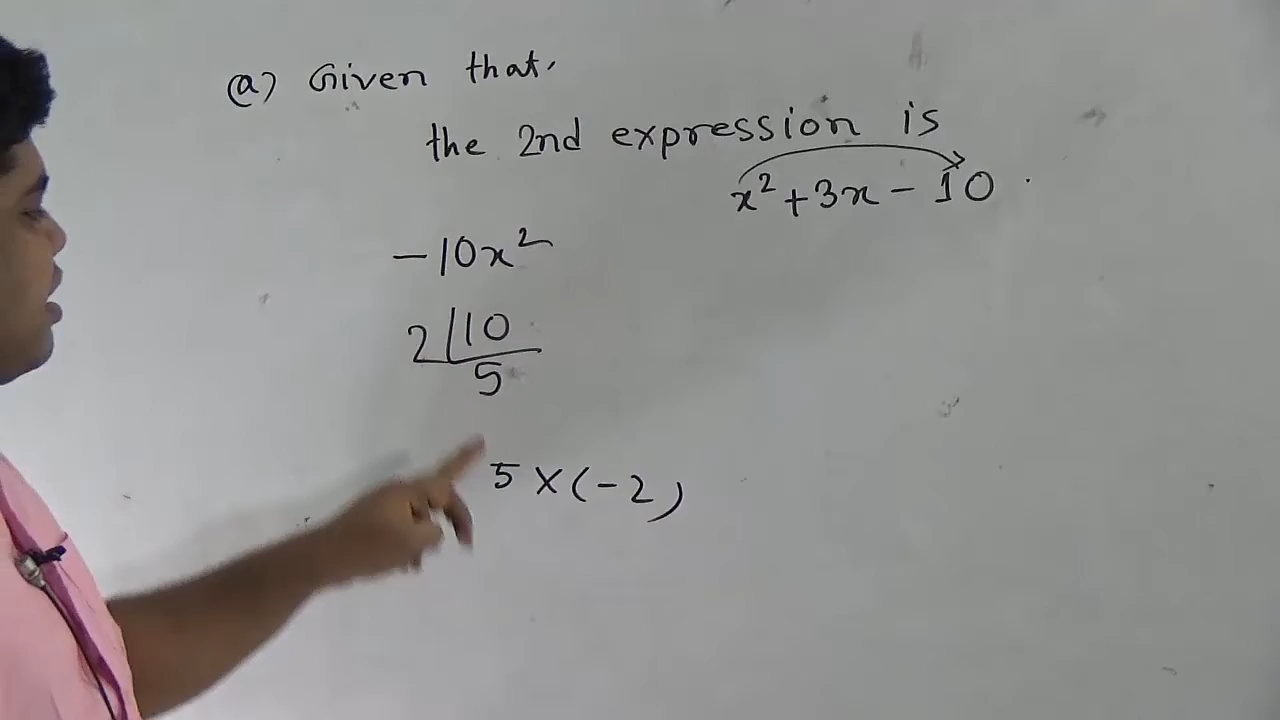 a) Given that,
the 2nd expression is
x² + 3x - 10.
-10x²
2 | 10
5
5 × (-2)